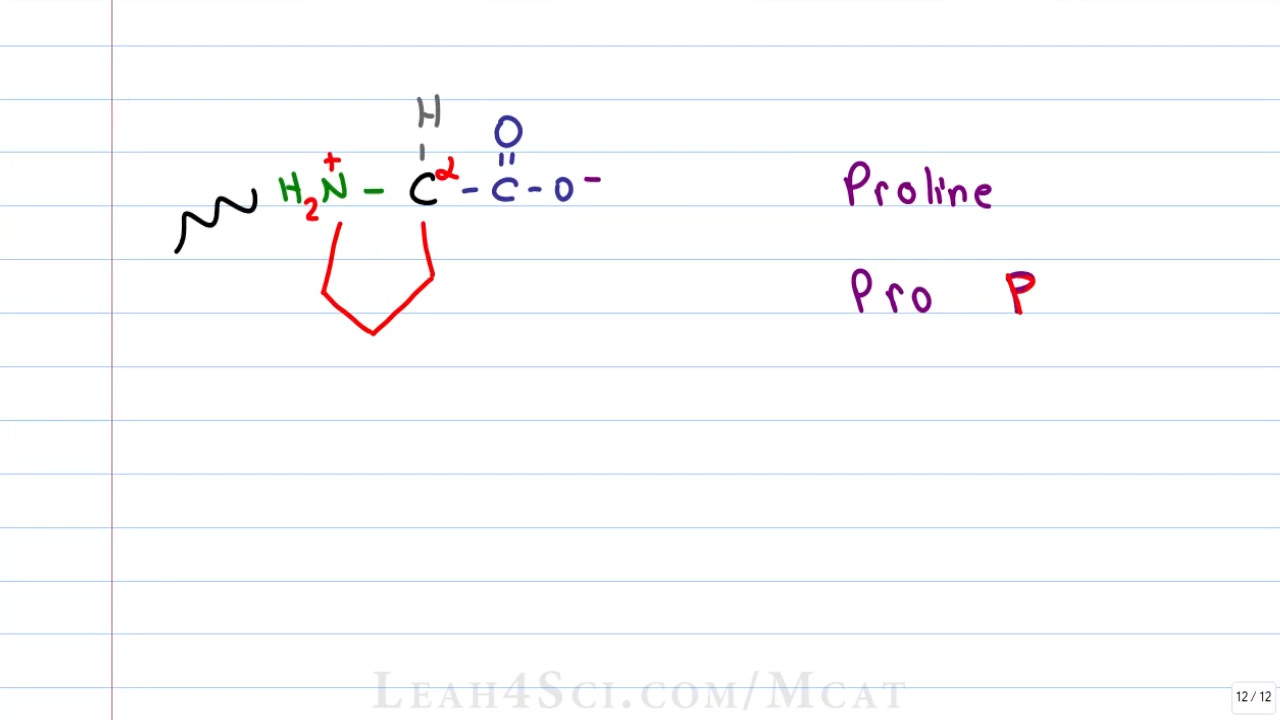 H
O
H2N+ - Cα - C - O-
Proline
Pro P
Leah4Sci.com/Mcat
12 / 12